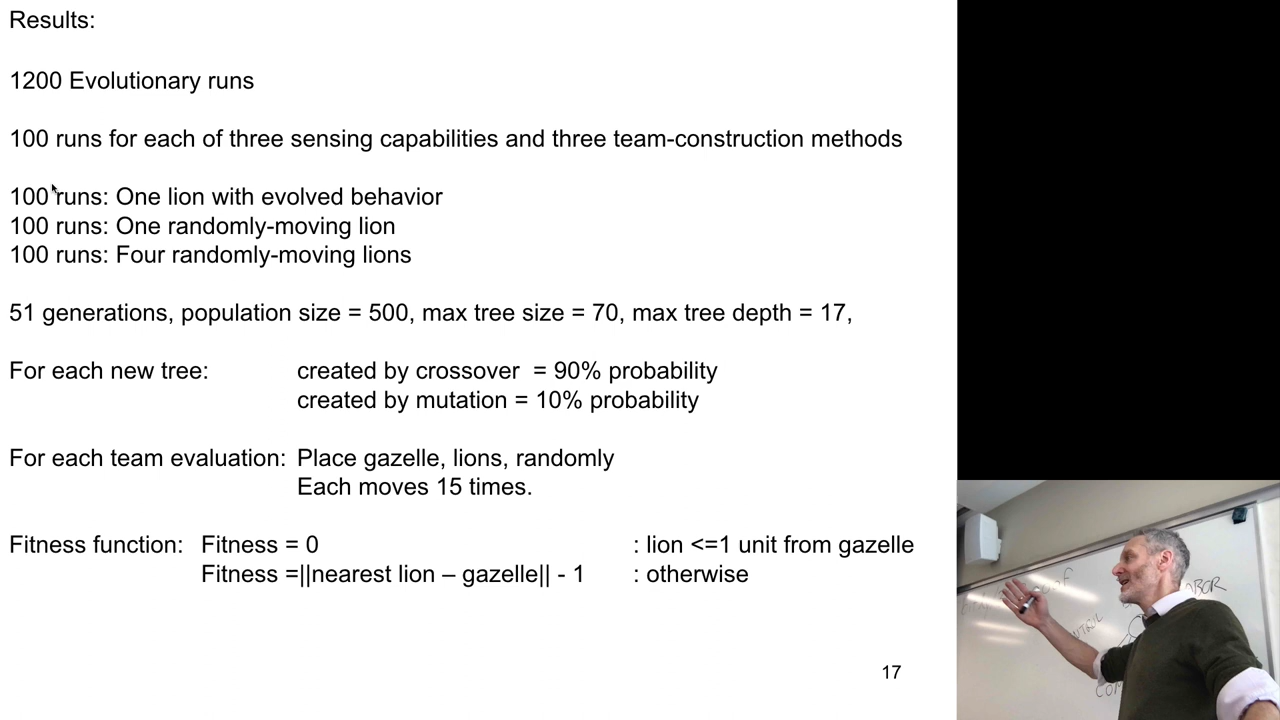 Results:
1200 Evolutionary runs
100 runs for each of three sensing capabilities and three team-construction methods
100 runs: One lion with evolved behavior
100 runs: One randomly-moving lion
100 runs: Four randomly-moving lions
51 generations, population size = 500, max tree size = 70, max tree depth = 17,
For each new tree: created by crossover = 90% probability
created by mutation = 10% probability
For each team evaluation: Place gazelle, lions, randomly
Each moves 15 times.
Fitness function: Fitness = 0 : lion <=1 unit from gazelle
Fitness =||nearest lion – gazelle|| - 1 : otherwise
17